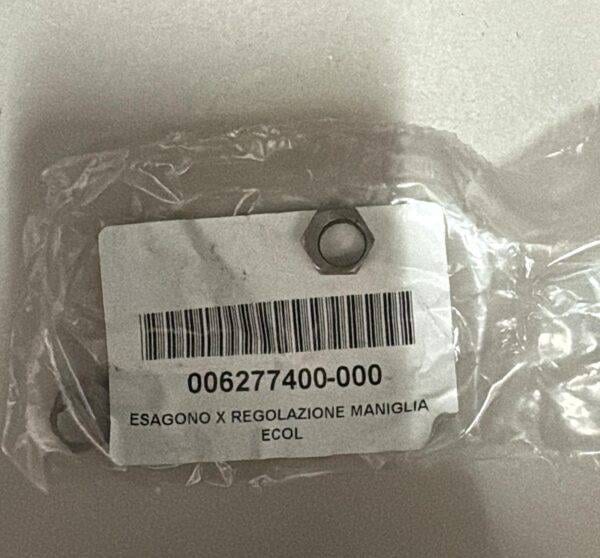 006277400-000
ESAGONO X REGOLAZIONE MANIGLIA
ECOL